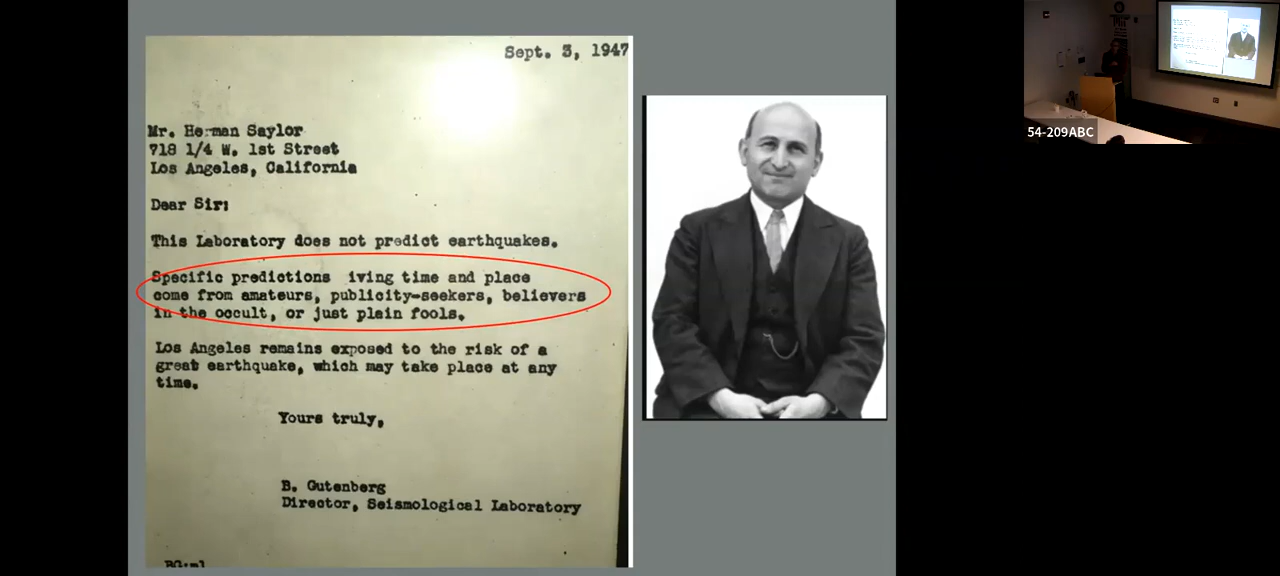 Sept. 3, 1947
Mr. Herman Saylor
718 1/4 W. 1st Street
Los Angeles, California
Dear Sir:
This Laboratory does not predict earthquakes.
Specific predictions iving time and place
come from amateurs, publicity-seekers, believers
in the occult, or just plain fools.
Los Angeles remains exposed to the risk of a
great earthquake, which may take place at any
time.
Yours truly,
B. Gutenberg
Director, Seismological Laboratory
BG:ml
54-209ABC